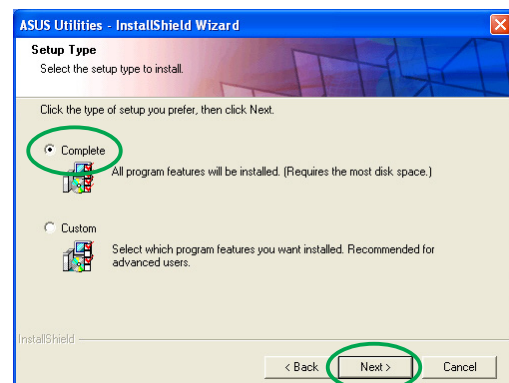 ASUS Utilities - InstallShield Wizard
Setup Type
Select the setup type to install.
Click the type of setup you prefer, then click Next.
Complete
All program features will be installed. (Requires the most disk space.)
Custom
Select which program features you want installed. Recommended for
advanced users.
InstallShield
< Back
Next >
Cancel